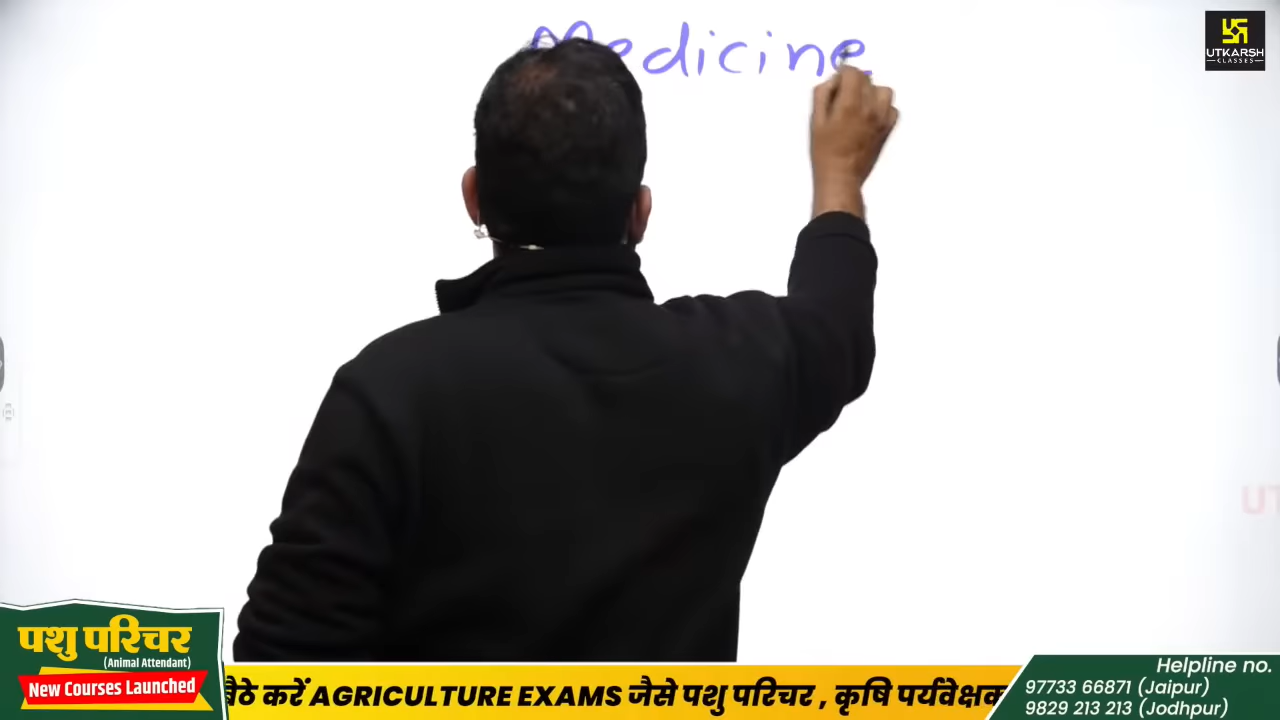 Medicine
UTKARSH
CLASSES
पशु परिचर
(Animal Attendant)
New Courses Launched
बैठे करें AGRICULTURE EXAMS जैसे पशु परिचर , कृषि पर्यवेक्षक
Helpline no.
97733 66871 (Jaipur)
9829 213 213 (Jodhpur)